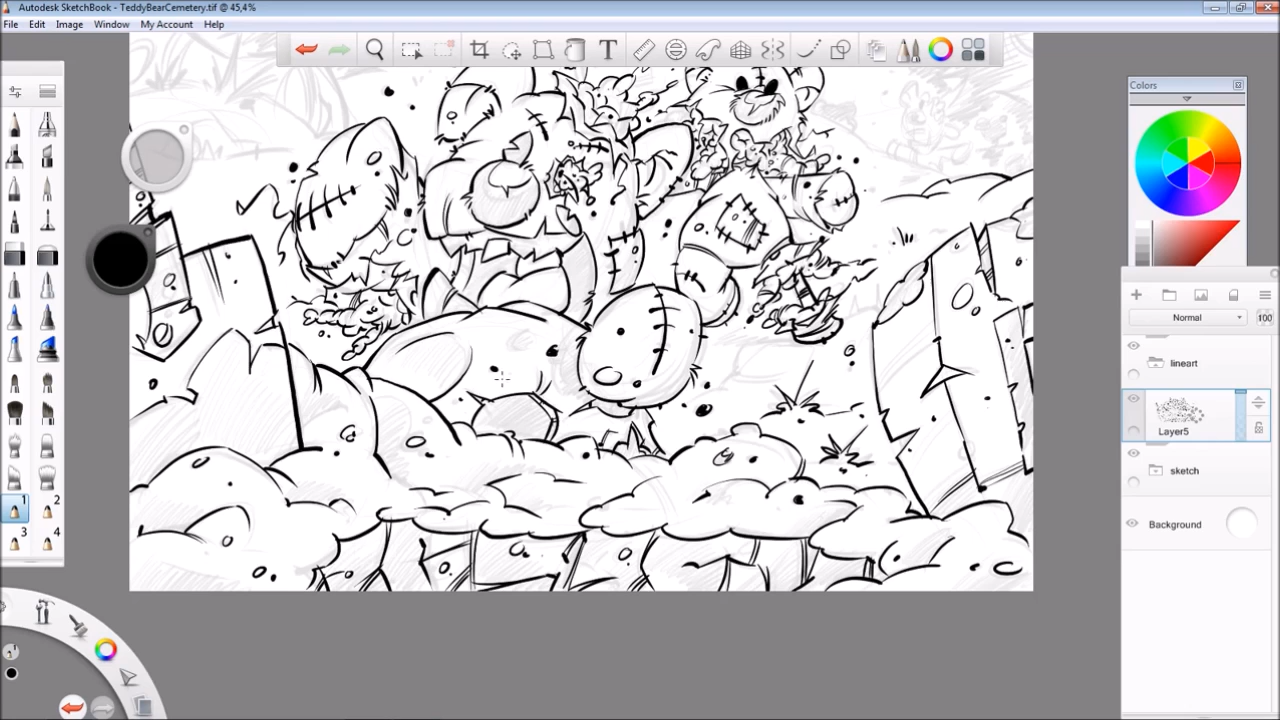 Autodesk SketchBook - TeddyBearCemetery.tif @ 45,4%
File Edit Image Window My Account Help
T
Colors
Normal 100
lineart
Layer5
sketch
Background
1 2
3 4